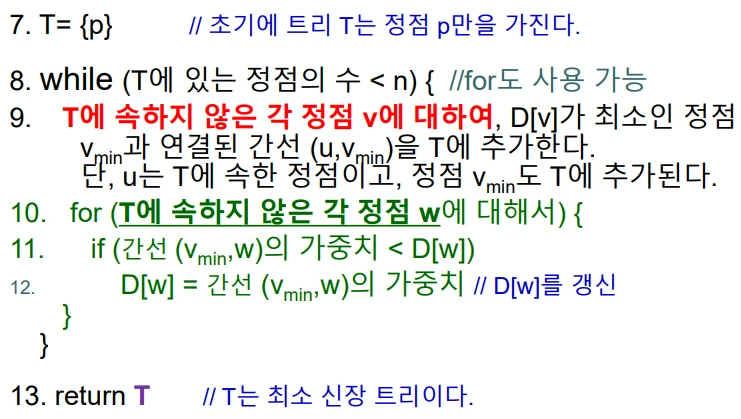 7. T= {p} // 초기에 트리 T는 정점 p만을 가진다.
8. while (T에 있는 정점의 수 < n) { //for도 사용 가능
9. T에 속하지 않은 각 정점 v에 대하여, D[v]가 최소인 정점
vmin과 연결된 간선 (u,vmin)을 T에 추가한다.
단, u는 T에 속한 정점이고, 정점 vmin도 T에 추가된다.
10. for (T에 속하지 않은 각 정점 w에 대해서) {
11. if (간선 (vmin,w)의 가중치 < D[w])
12. D[w] = 간선 (vmin,w)의 가중치 // D[w]를 갱신
}
}
13. return T // T는 최소 신장 트리이다.